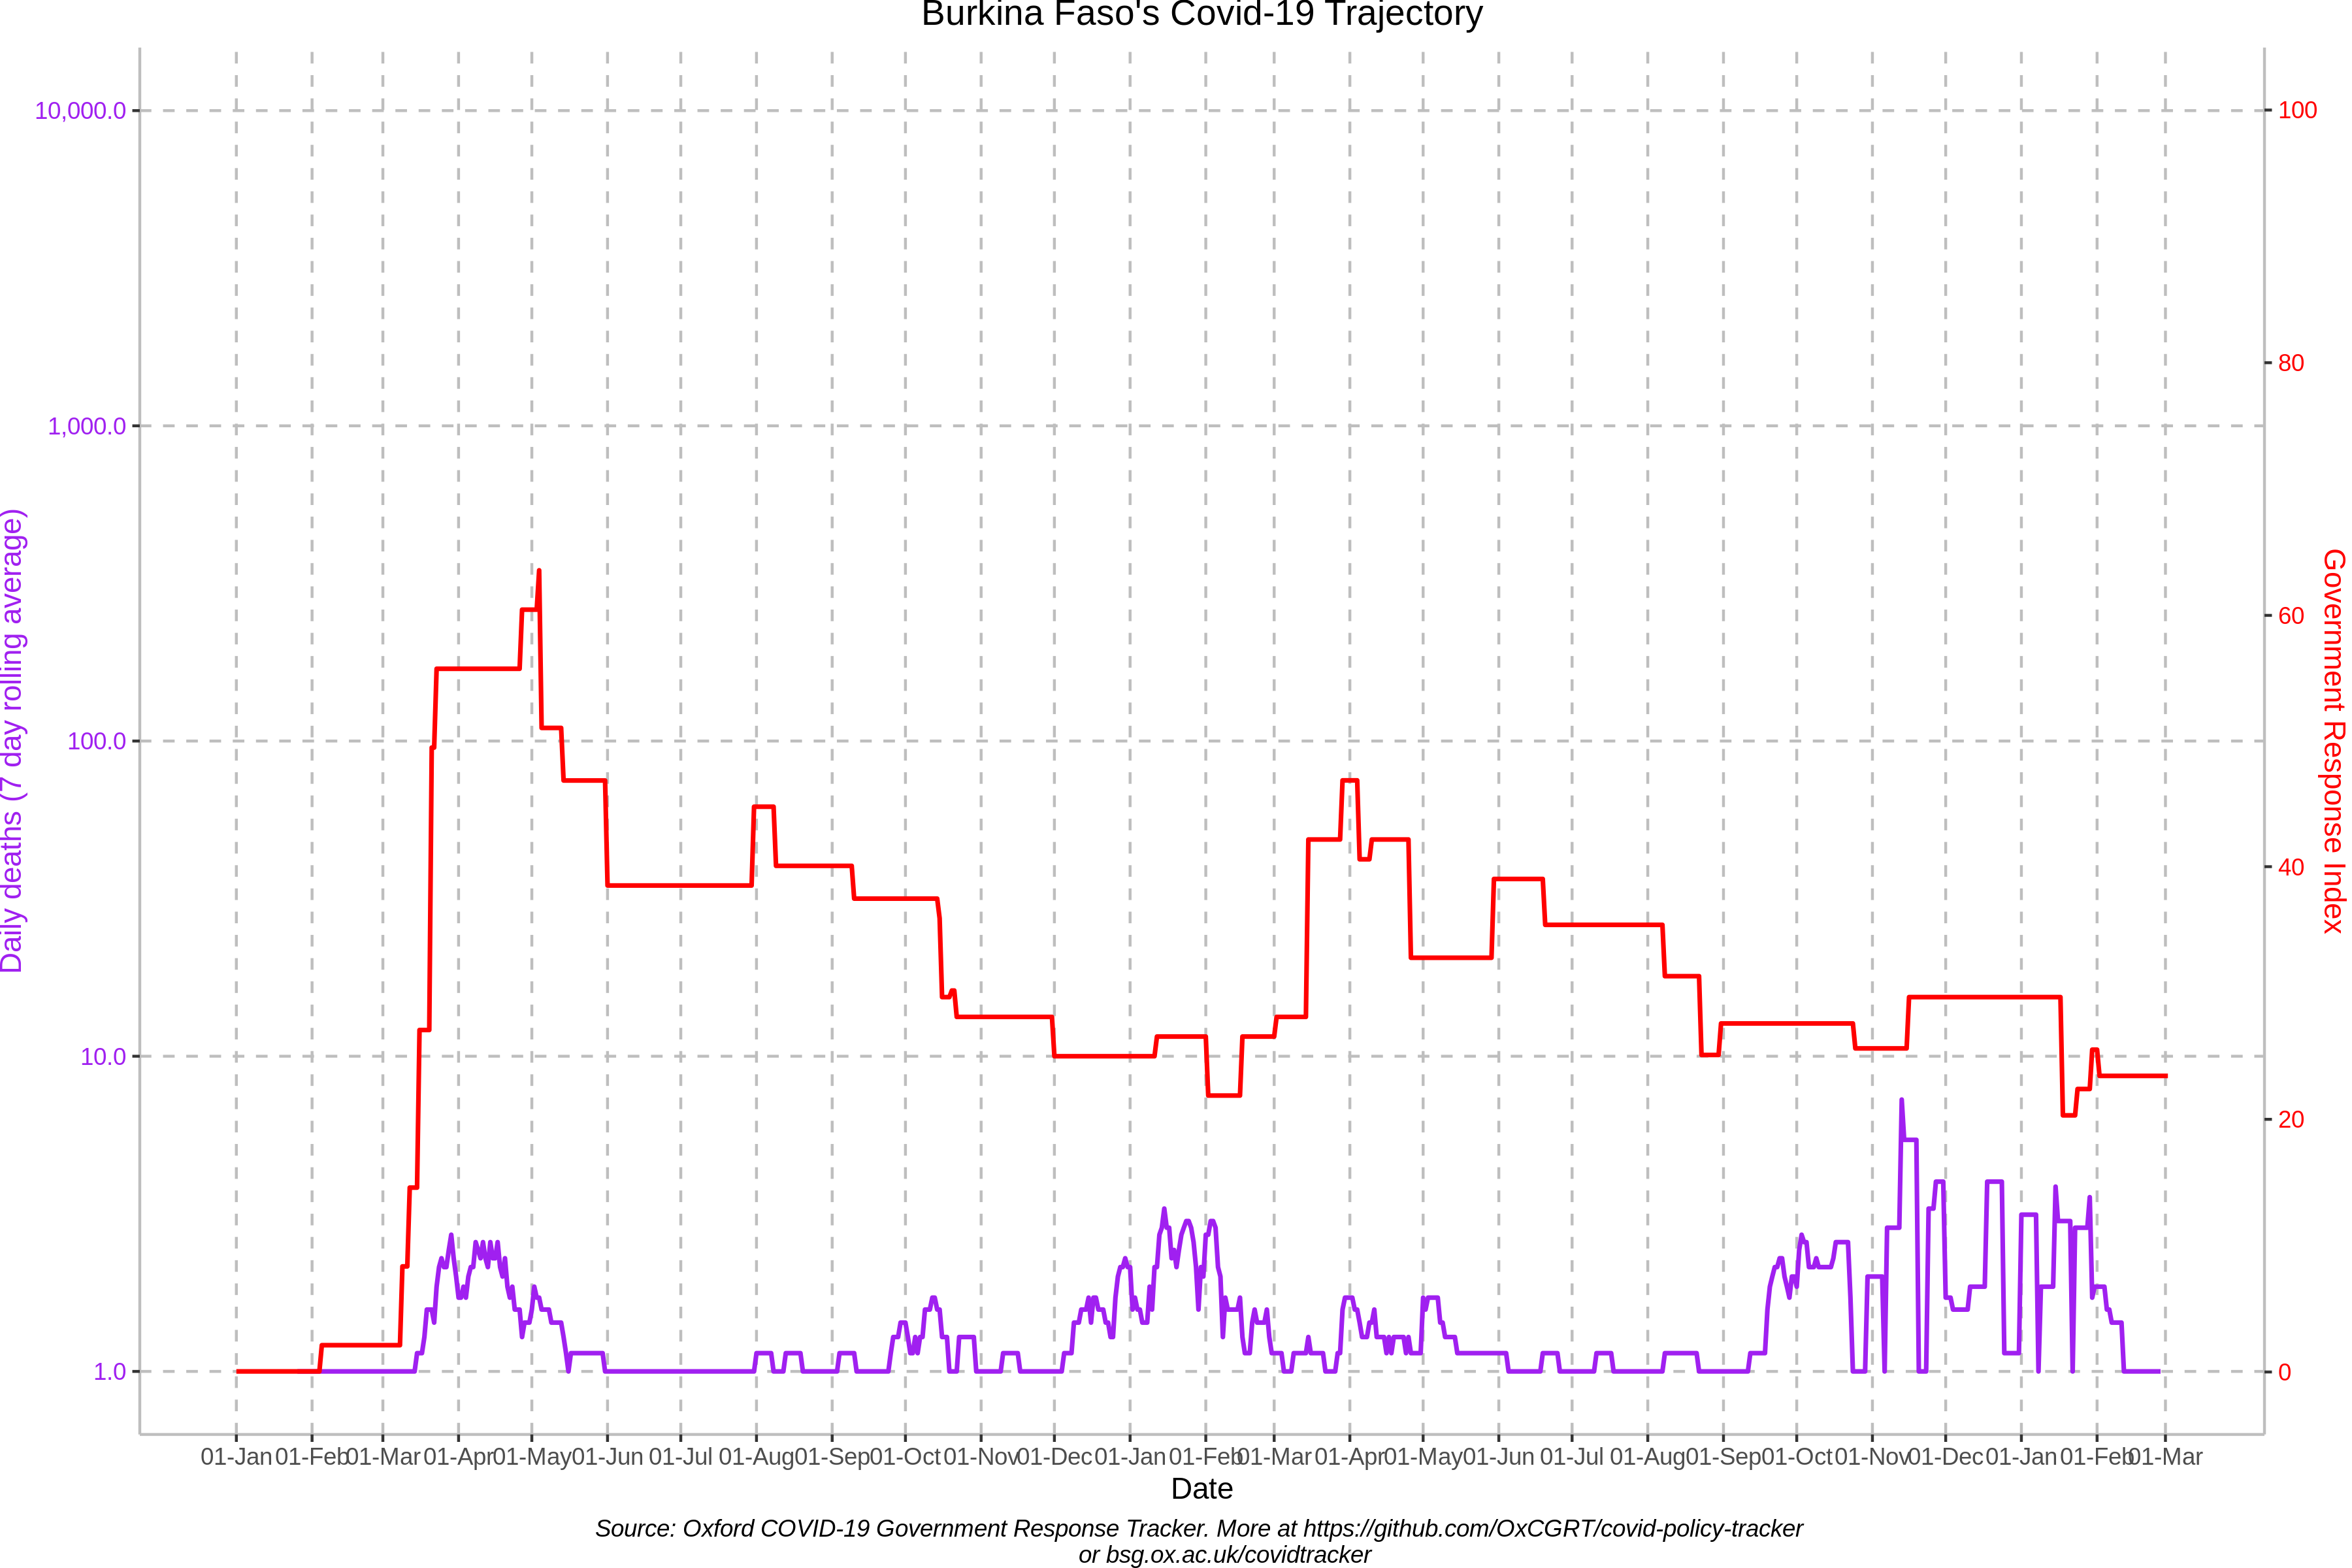 Burkina Faso's Covid-19 Trajectory
10,000.0
1,000.0
100.0
10.0
1.0
Daily deaths (7 day rolling average)
100
80
60
40
20
0
Government Response Index
01-Jan 01-Feb 01-Mar 01-Apr 01-May 01-Jun 01-Jul 01-Aug 01-Sep 01-Oct 01-Nov 01-Dec 01-Jan 01-Feb 01-Mar 01-Apr 01-May 01-Jun 01-Jul 01-Aug 01-Sep 01-Oct 01-Nov 01-Dec 01-Jan 01-Feb 01-Mar
Date
Source: Oxford COVID-19 Government Response Tracker. More at https://github.com/OxCGRT/covid-policy-tracker
or bsg.ox.ac.uk/covidtracker